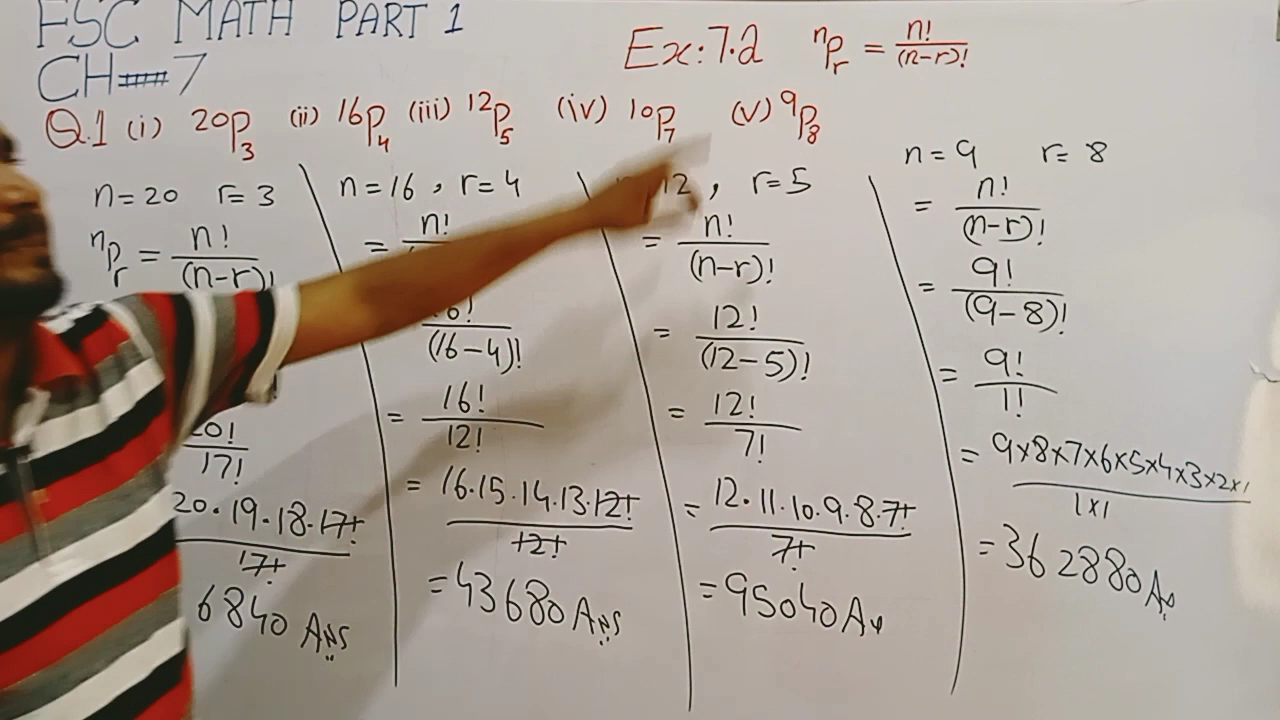 FSC MATH PART 1
CH 7
Ex: 7.2 ⁿPᵣ = n!/(n-r)!
Q.1 (i) 20P₃ (ii) 16P₄ (iii) ¹²P₅ (iv) ¹⁰P₇ (v) ⁹P₈
n=20 r=3
ⁿPᵣ = n!/(n-r)!
20!/17!
20.19.18.17!/17!
6840 Ans
n=16, r=4
= n!
6!/(16-4)!
= 16!/12!
= 16.15.14.13.12!/12!
=43680 Ans
12, r=5
= n!/(n-r)!
= 12!/(12-5)!
= 12!/7!
= 12.11.10.9.8.7!/7!
=95040 An
n=9 r=8
= n!/(n-r)!
= 9!/(9-8)!
= 9!/1!
= 9×8×7×6×5×4×3×2×1/1×1
=362880 An